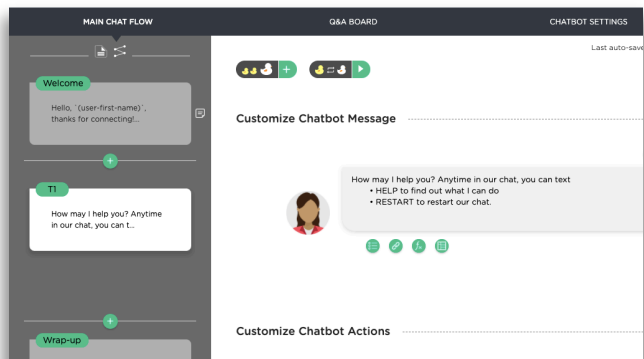 MAIN CHAT FLOW
Q&A BOARD
CHATBOT SETTINGS
Last auto-save
Welcome
Hello, `(user-first-name)`,
thanks for connecting!...
T1
How may I help you? Anytime
in our chat, you can t...
Wrap-up
Customize Chatbot Message
How may I help you? Anytime in our chat, you can text
• HELP to find out what I can do
• RESTART to restart our chat.
Customize Chatbot Actions